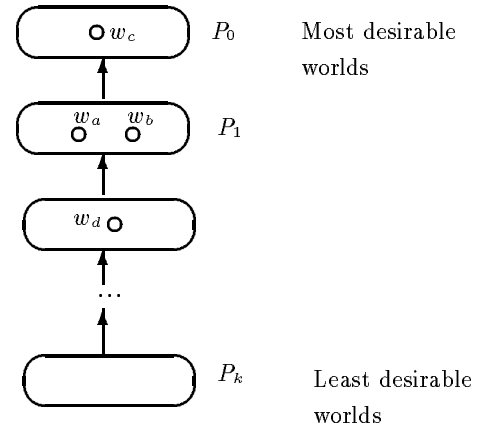 w_c P_0 Most desirable
worlds
w_a w_b P_1
w_d
...
P_k Least desirable
worlds